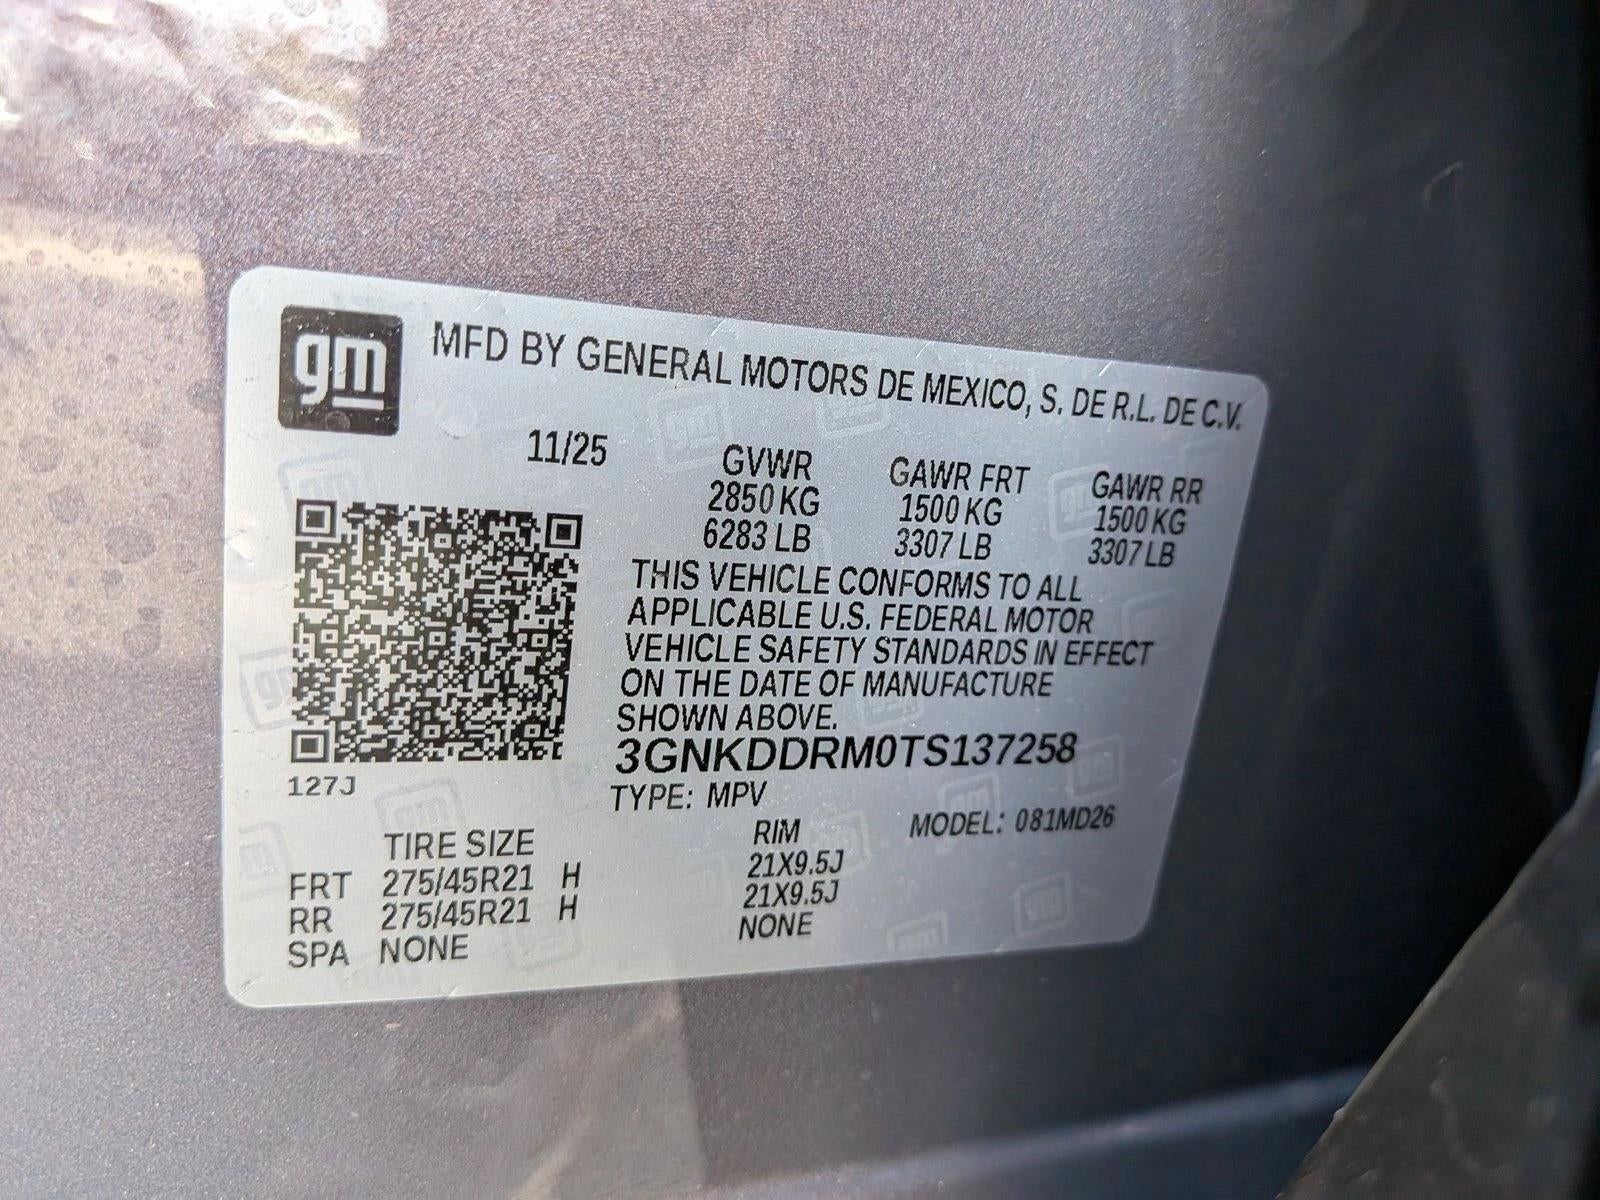 gm
MFD BY GENERAL MOTORS DE MEXICO, S. DE R.L. DE C.V.
11/25
GVWR GAWR FRT GAWR RR
2850 KG 1500 KG 1500 KG
6283 LB 3307 LB 3307 LB
THIS VEHICLE CONFORMS TO ALL
APPLICABLE U.S. FEDERAL MOTOR
VEHICLE SAFETY STANDARDS IN EFFECT
ON THE DATE OF MANUFACTURE
SHOWN ABOVE.
3GNKDDRM0TS137258
127J
TYPE: MPV MODEL: 081MD26
TIRE SIZE RIM
FRT 275/45R21 H 21X9.5J
RR 275/45R21 H 21X9.5J
SPA NONE NONE